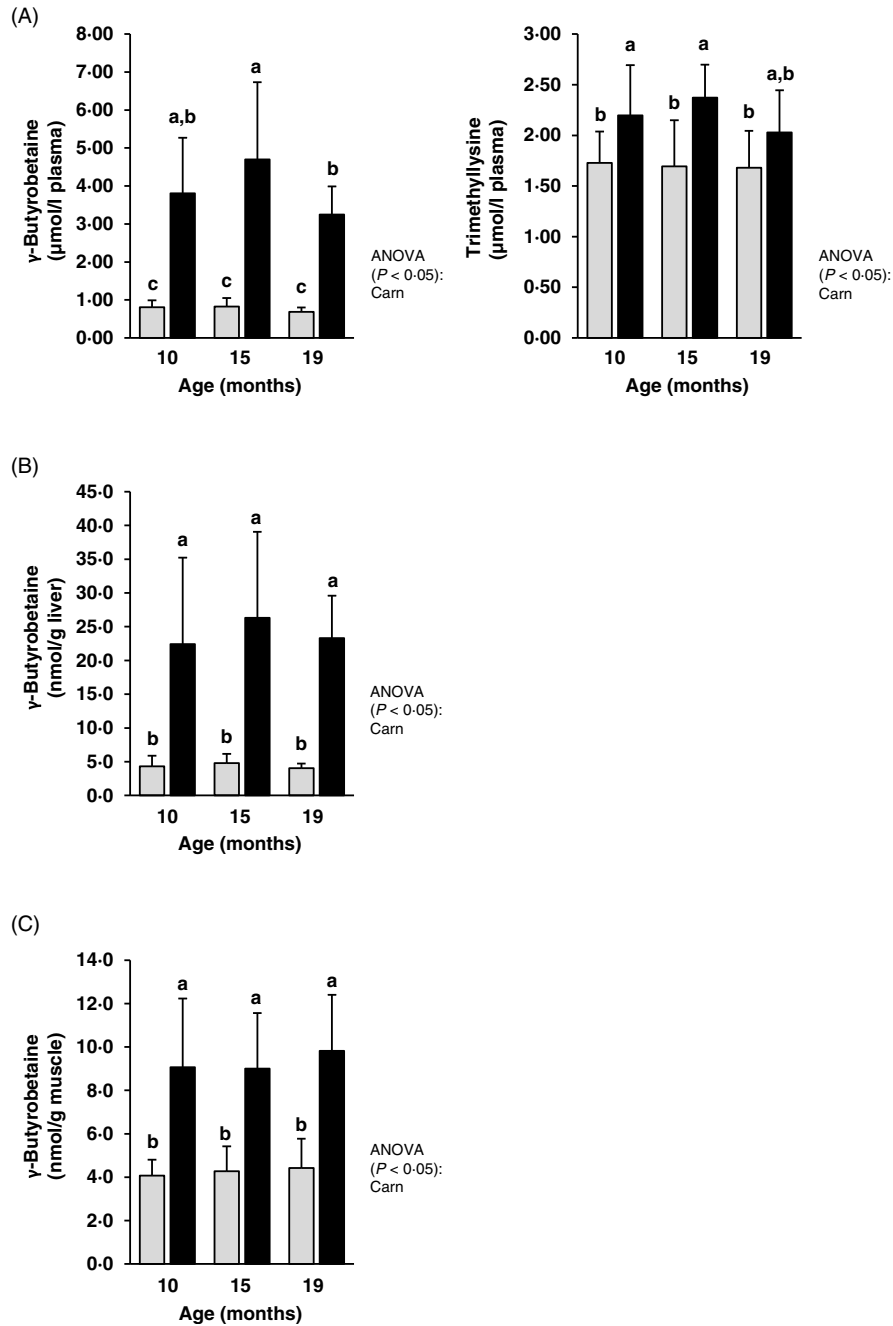 (A)
γ-Butyrobetaine
(μmol/l plasma)
8·00
7·00
6·00
5·00
4·00
3·00
2·00
1·00
0·00
c
a,b
c
a
c
b
10
15
19
Age (months)
ANOVA
(P < 0·05):
Carn
Trimethyllysine
(μmol/l plasma)
3·00
2·50
2·00
1·50
1·00
0·50
0·00
b
a
b
a
b
a,b
10
15
19
Age (months)
ANOVA
(P < 0·05):
Carn
(B)
γ-Butyrobetaine
(nmol/g liver)
45·0
40·0
35·0
30·0
25·0
20·0
15·0
10·0
5·0
0·0
b
a
b
a
b
a
10
15
19
Age (months)
ANOVA
(P < 0·05):
Carn
(C)
γ-Butyrobetaine
(nmol/g muscle)
14·0
12·0
10·0
8·0
6·0
4·0
2·0
0·0
b
a
b
a
b
a
10
15
19
Age (months)
ANOVA
(P < 0·05):
Carn